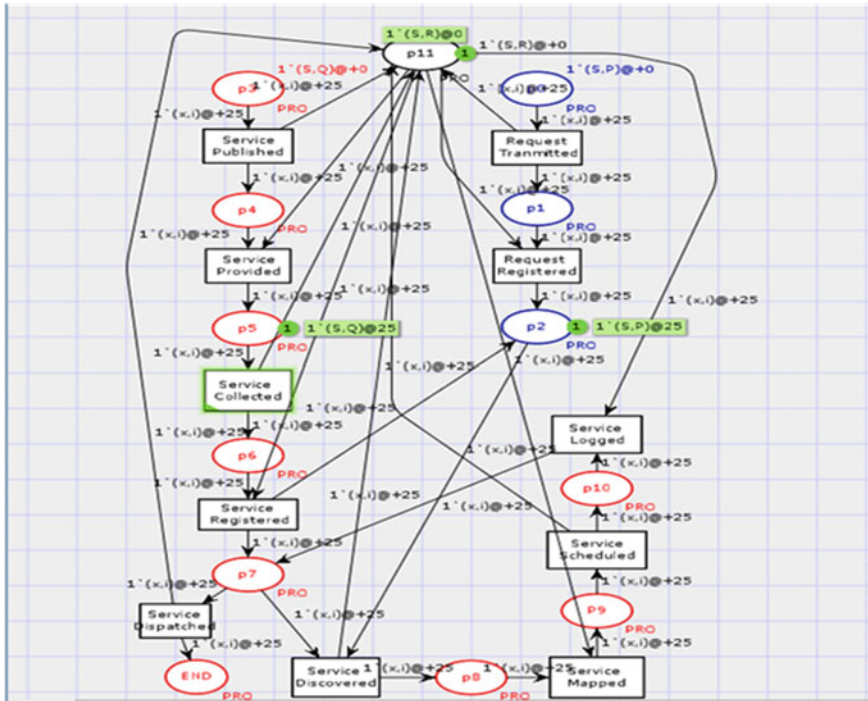 1`(S,R)@0
p11
1
1`(S,R)@+0
PRO
p3
1`(S,Q)@+0
1`(x,i)@+25
PRO
p0
1`(S,P)@+0
1`(x,i)@+25
PRO
1`(x,i)@+25
1`(x,i)@+25
Service
Published
Request
Tranmitted
1`(x,i)@+25
1`(x,i)@+25
1`(x,i)@+25
1`(x,i)@+25
p4
PRO
p1
PRO
1`(x,i)@+25
1`(x,i)@+25
1`(x,i)@+25
Service
Provided
Request
Registered
1`(x,i)@+25
1`(x,i)@+25
1`(x,i)@+25
1`(x,i)@+25
p5
1
1`(S,Q)@25
PRO
p2
1
1`(S,P)@25
PRO
1`(x,i)@+25
1`(x,i)@+25
1`(x,i)@+25
Service
Collected
1`(x,i)@+25
1`(x,i)@+25
1`(x,i)@+25
Service
Logged
p6
PRO
1`(x,i)@+25
1`(x,i)@+25
1`(x,i)@+25
1`(x,i)@+25
p10
PRO
1`(x,i)@+25
Service
Registered
1`(x,i)@+25
1`(x,i)@+25
Service
Scheduled
p7
PRO
1`(x,i)@+25
1`(x,i)@+25
Service
Dispatched
P9
PRO
1`(x,i)@+25
1`(x,i)@+25
1`(x,i)@+25
END
PRO
Service
Discovered
1`(x,i)@+25
p8
PRO
1`(x,i)@+25
Service
Mapped